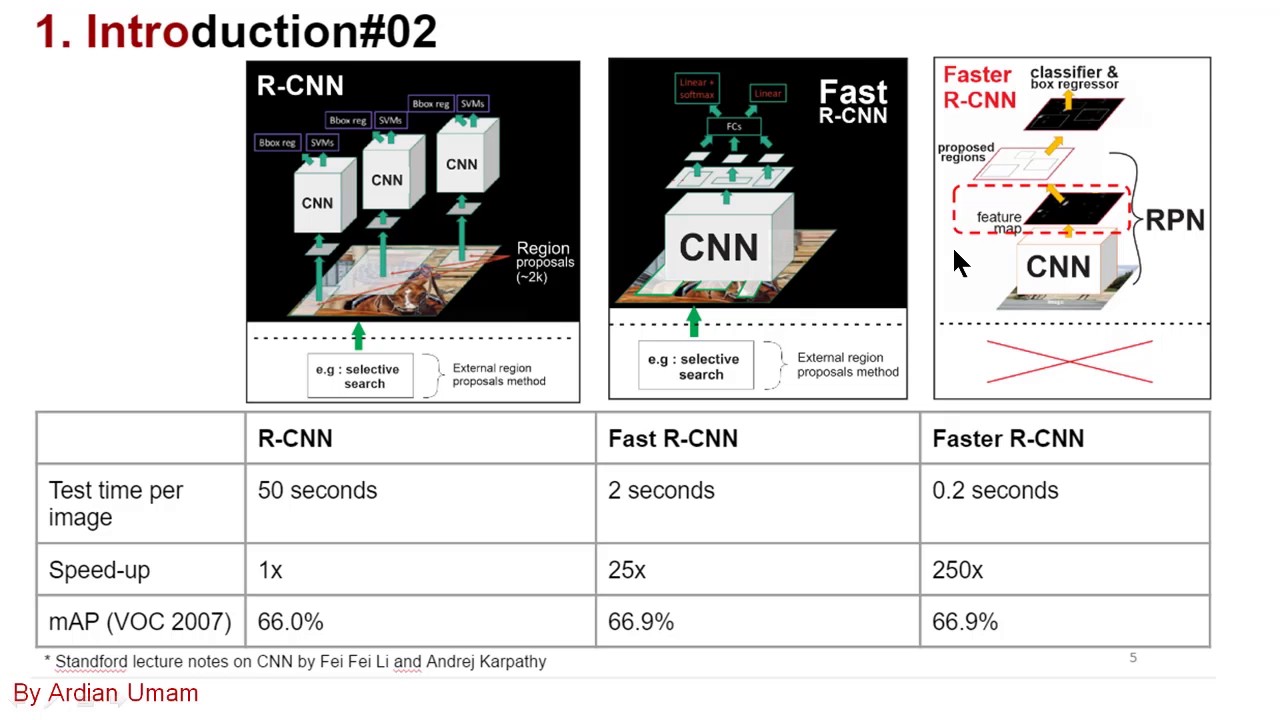 1. Introduction#02
R-CNN
Bbox reg SVMs
Bbox reg SVMs
Bbox reg SVMs
CNN
CNN
CNN
Region
proposals
(~2k)
e.g : selective
search
External region
proposals method
Fast
R-CNN
Linear +
softmax
Linear
FCs
CNN
e.g : selective
search
External region
proposals method
Faster
R-CNN
classifier &
box regressor
proposed
regions
feature
map
RPN
CNN
image
R-CNN Fast R-CNN Faster R-CNN
Test time per
image
50 seconds 2 seconds 0.2 seconds
Speed-up 1x 25x 250x
mAP (VOC 2007) 66.0% 66.9% 66.9%
* Standford lecture notes on CNN by Fei Fei Li and Andrej Karpathy
5
By Ardian Umam